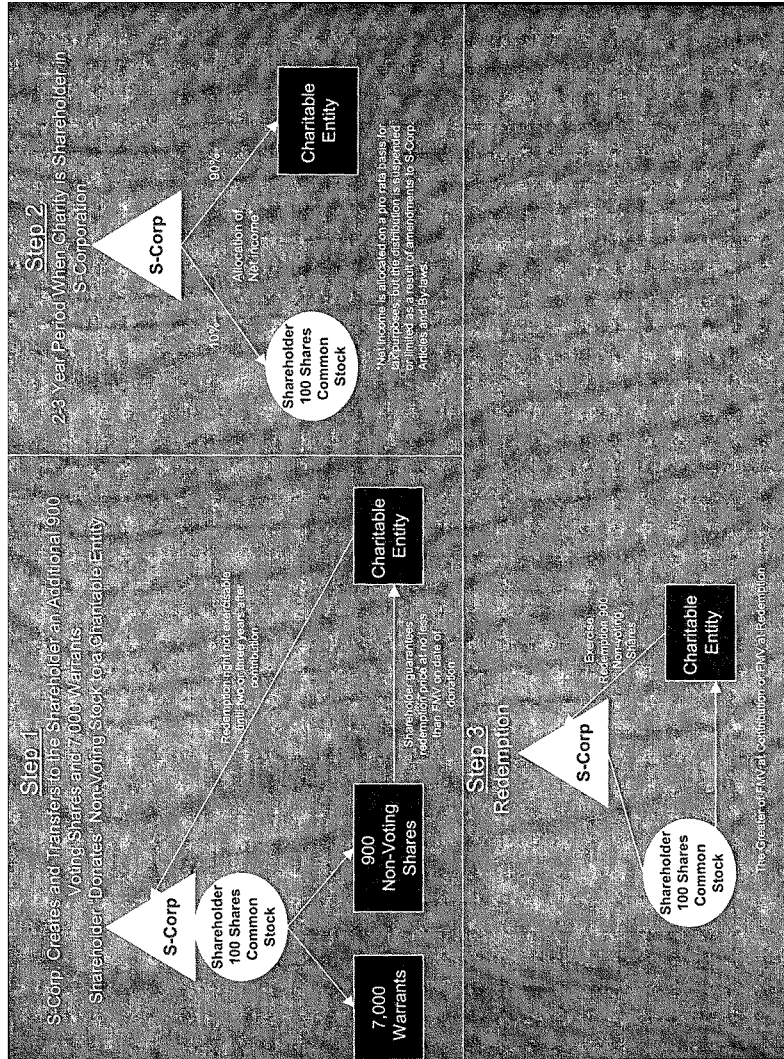 Step 1
S-Corp. Creates and Transfers to the Shareholder an Additional 900
Voting Shares and 7,000 Warrants.
Shareholder "Donates" Non-Voting Stock to a Charitable Entity
S-Corp
Shareholder
100 Shares
Common
Stock
7,000
Warrants
900
Non-Voting
Shares
Redemption right not exercisable
until two or three years after
contribution
Shareholder guarantees
redemption price at no less
than FMV on date of
donation
Charitable
Entity
Step 2
2-3 Year Period When Charity is Shareholder in
S-Corporation
S-Corp
10%
90%
Allocation of
Net Income*
Shareholder
100 Shares
Common
Stock
Charitable
Entity
*Net Income is allocated on a pro rata basis for
tax purposes, but the distribution is suspended
or limited as a result of amendments to S-Corp.
Articles and By-laws.
Step 3
Redemption
S-Corp
Exercise
Redemption 900
Non-voting
Shares
Shareholder
100 Shares
Common
Stock
Charitable
Entity
The Greater of FMV at Contribution or FMV at Redemption